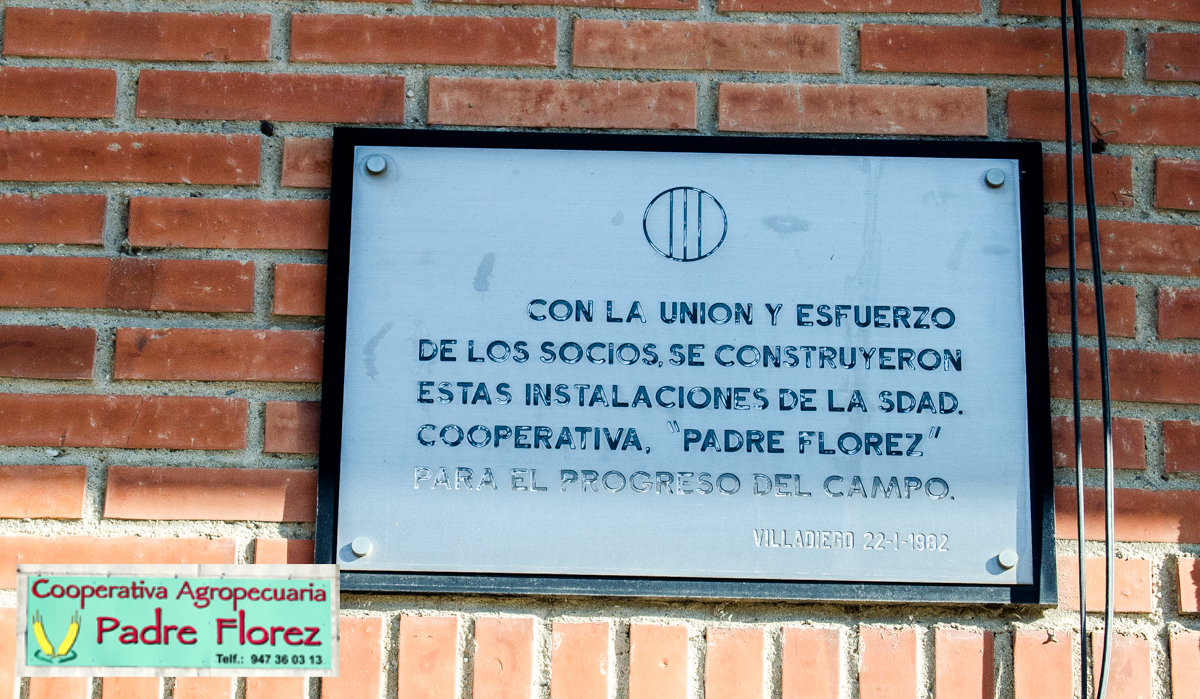 CON LA UNION Y ESFUERZO
DE LOS SOCIOS, SE CONSTRUYERON
ESTAS INSTALACIONES DE LA SDAD.
COOPERATIVA, "PADRE FLOREZ"
PARA EL PROGRESO DEL CAMPO.
VILLADIEGO 22-1-1982
Cooperativa Agropecuaria
Padre Florez
Telf.: 947 36 03 13